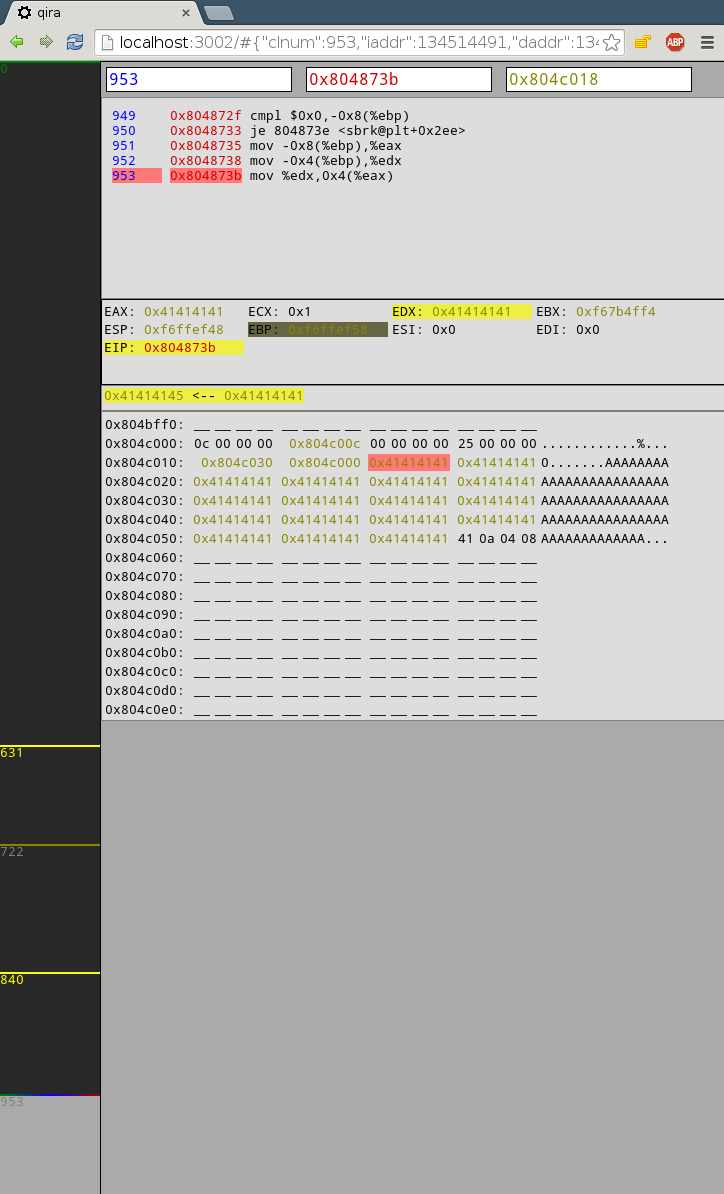 qira ×
localhost:3002/#{"clnum":953,"iaddr":134514491,"daddr":134
ABP
0
953 0x804873b 0x804c018
949 0x804872f cmpl $0x0,-0x8(%ebp)
950 0x8048733 je 804873e <sbrk@plt+0x2ee>
951 0x8048735 mov -0x8(%ebp),%eax
952 0x8048738 mov -0x4(%ebp),%edx
953 0x804873b mov %edx,0x4(%eax)
EAX: 0x41414141 ECX: 0x1 EDX: 0x41414141 EBX: 0xf67b4ff4
ESP: 0xf6ffef48 EBP: 0xf6ffef58 ESI: 0x0 EDI: 0x0
EIP: 0x804873b
0x41414145 <-- 0x41414141
0x804bff0: __ __ __ __ __ __ __ __ __ __ __ __ __ __ __ __
0x804c000: 0c 00 00 00 0x804c00c 00 00 00 00 25 00 00 00 ............%...
0x804c010: 0x804c030 0x804c000 0x41414141 0x41414141 0.......AAAAAAAA
0x804c020: 0x41414141 0x41414141 0x41414141 0x41414141 AAAAAAAAAAAAAAAA
0x804c030: 0x41414141 0x41414141 0x41414141 0x41414141 AAAAAAAAAAAAAAAA
0x804c040: 0x41414141 0x41414141 0x41414141 0x41414141 AAAAAAAAAAAAAAAA
0x804c050: 0x41414141 0x41414141 0x41414141 41 0a 04 08 AAAAAAAAAAAAA...
0x804c060: __ __ __ __ __ __ __ __ __ __ __ __ __ __ __ __
0x804c070: __ __ __ __ __ __ __ __ __ __ __ __ __ __ __ __
0x804c080: __ __ __ __ __ __ __ __ __ __ __ __ __ __ __ __
0x804c090: __ __ __ __ __ __ __ __ __ __ __ __ __ __ __ __
0x804c0a0: __ __ __ __ __ __ __ __ __ __ __ __ __ __ __ __
0x804c0b0: __ __ __ __ __ __ __ __ __ __ __ __ __ __ __ __
0x804c0c0: __ __ __ __ __ __ __ __ __ __ __ __ __ __ __ __
0x804c0d0: __ __ __ __ __ __ __ __ __ __ __ __ __ __ __ __
0x804c0e0: __ __ __ __ __ __ __ __ __ __ __ __ __ __ __ __
631
722
840
953